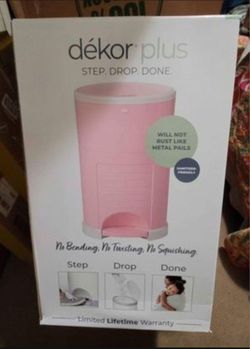 dékor plus
STEP. DROP. DONE.
WILL NOT
RUST LIKE
METAL PAILS
No Bending, No Twisting, No Squishing.
Step Drop Done
Limited Lifetime Warranty